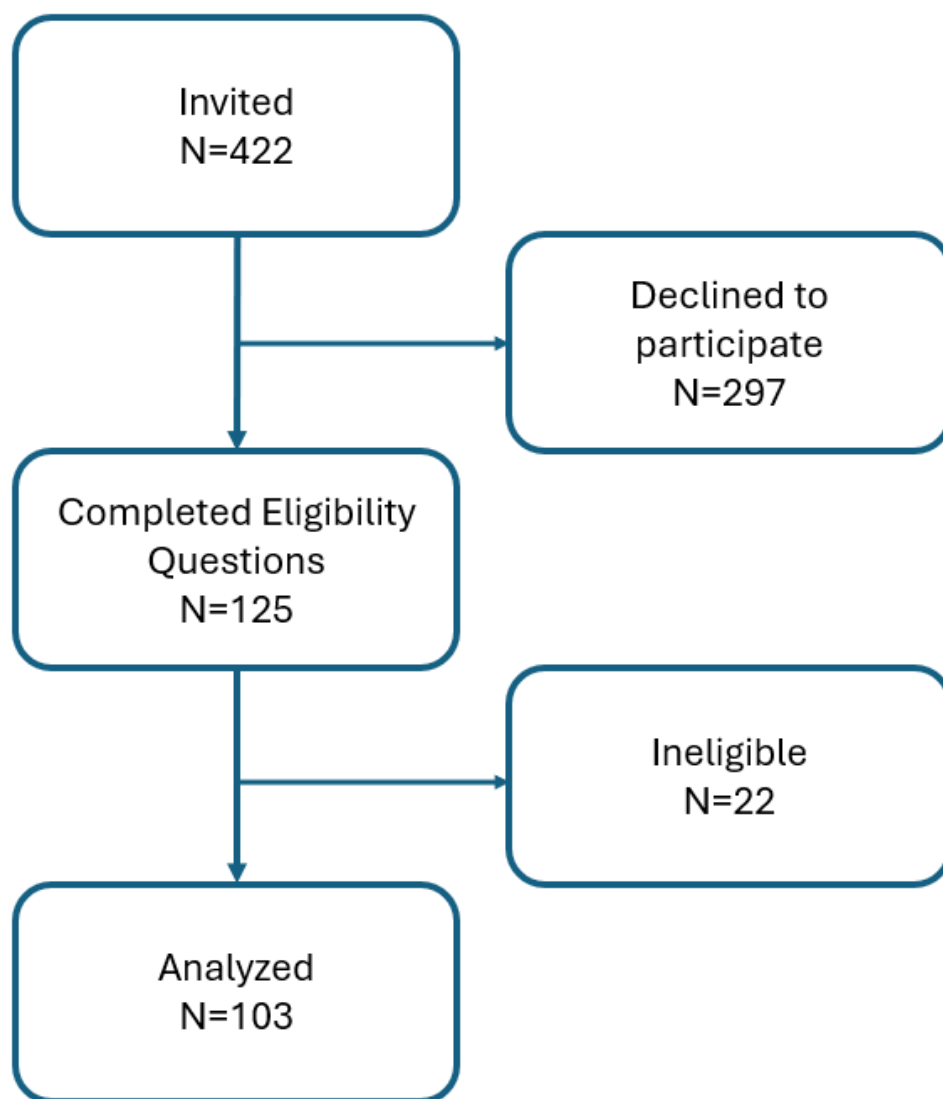 Invited
N=422
Declined to
participate
N=297
Completed Eligibility
Questions
N=125
Ineligible
N=22
Analyzed
N=103